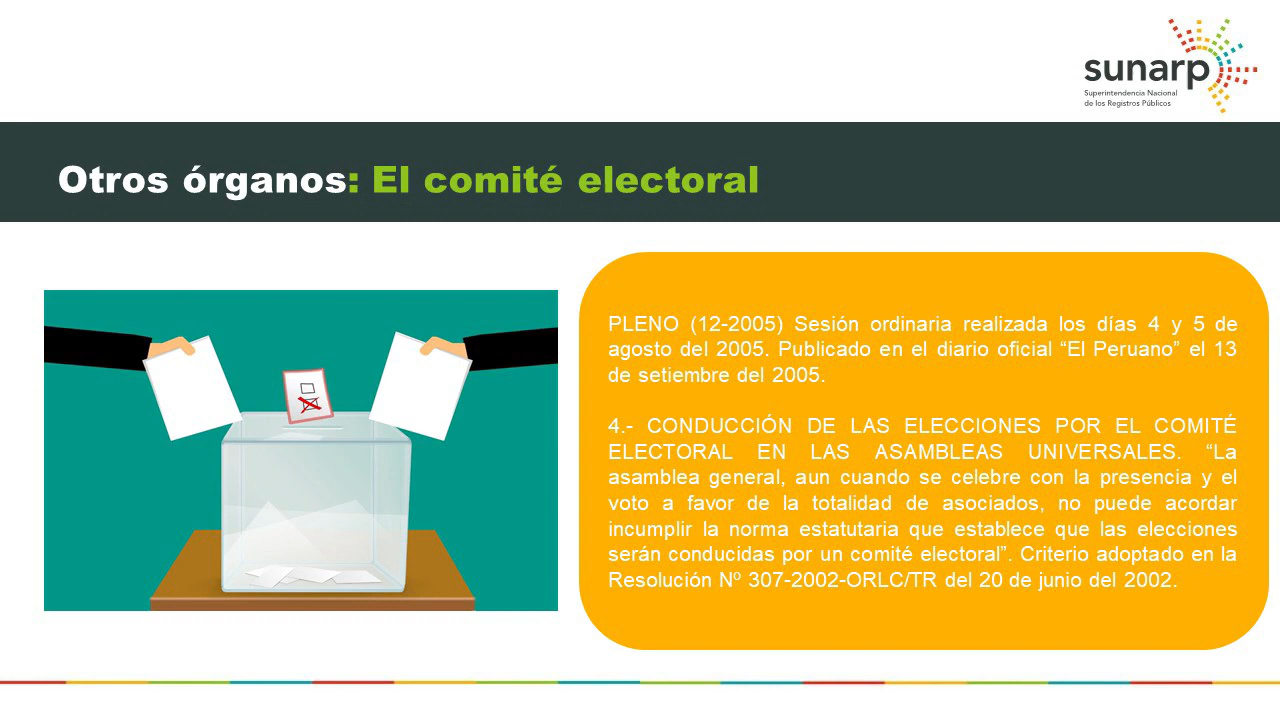 sunarp
Superintendencia Nacional
de los Registros Públicos
Otros órganos: El comité electoral
PLENO (12-2005) Sesión ordinaria realizada los días 4 y 5 de
agosto del 2005. Publicado en el diario oficial “El Peruano” el 13
de setiembre del 2005.
4.- CONDUCCIÓN DE LAS ELECCIONES POR EL COMITÉ
ELECTORAL EN LAS ASAMBLEAS UNIVERSALES. “La
asamblea general, aun cuando se celebre con la presencia y el
voto a favor de la totalidad de asociados, no puede acordar
incumplir la norma estatutaria que establece que las elecciones
serán conducidas por un comité electoral”. Criterio adoptado en la
Resolución Nº 307-2002-ORLC/TR del 20 de junio del 2002.